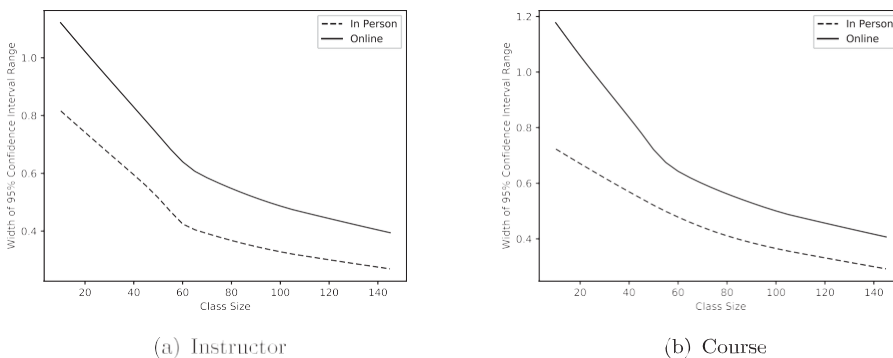 In Person
Online
Width of 95% Confidence Interval Range
1.0
0.8
0.6
0.4
20 40 60 80 100 120 140
Class Size
(a) Instructor
In Person
Online
Width of 95% Confidence Interval Range
1.2
1.0
0.8
0.6
0.4
20 40 60 80 100 120 140
Class Size
(b) Course